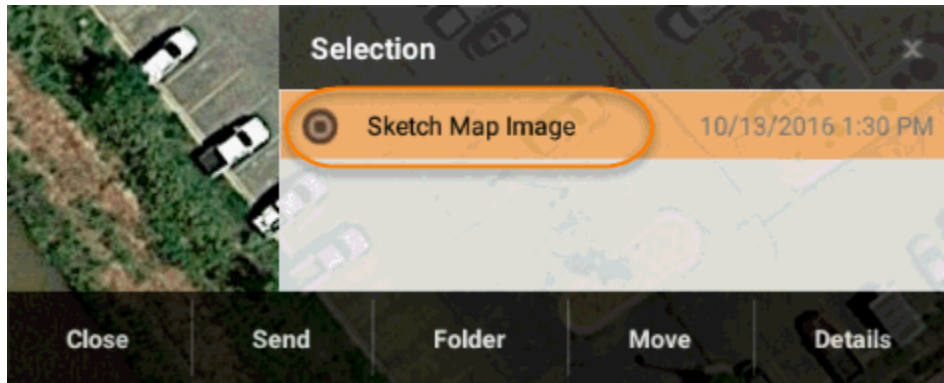 Selection
Sketch Map Image 10/13/2016 1:30 PM
Close Send Folder Move Details